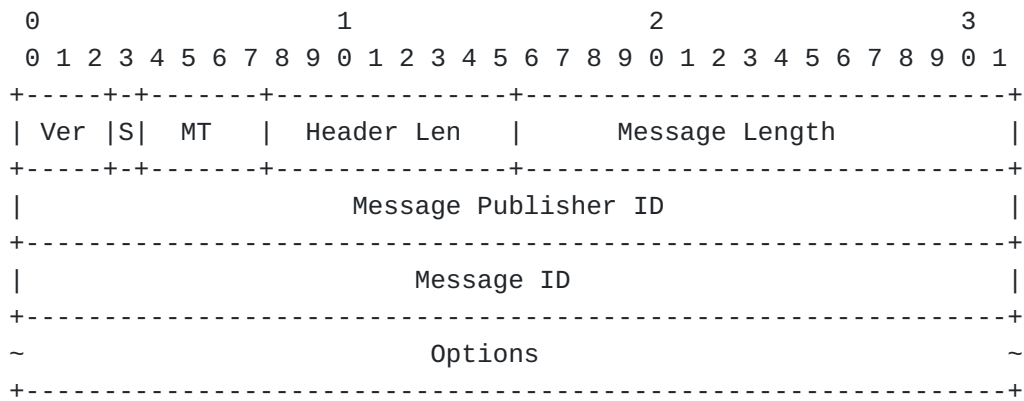 0                   1                   2                   3
 0 1 2 3 4 5 6 7 8 9 0 1 2 3 4 5 6 7 8 9 0 1 2 3 4 5 6 7 8 9 0 1
+-----+-+-------+---------------+-------------------------------+
| Ver |S|  MT   |  Header Len   |      Message Length           |
+-----+-+-------+---------------+-------------------------------+
|                     Message Publisher ID                      |
+---------------------------------------------------------------+
|                         Message ID                            |
+---------------------------------------------------------------+
~                          Options                              ~
+---------------------------------------------------------------+